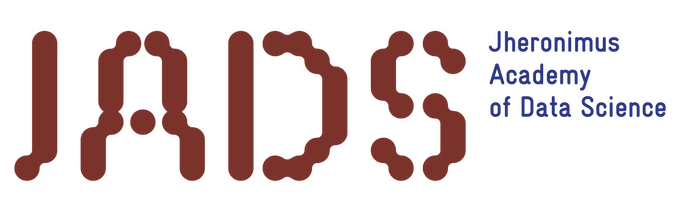 JADS
Jheronimus
Academy
of Data Science